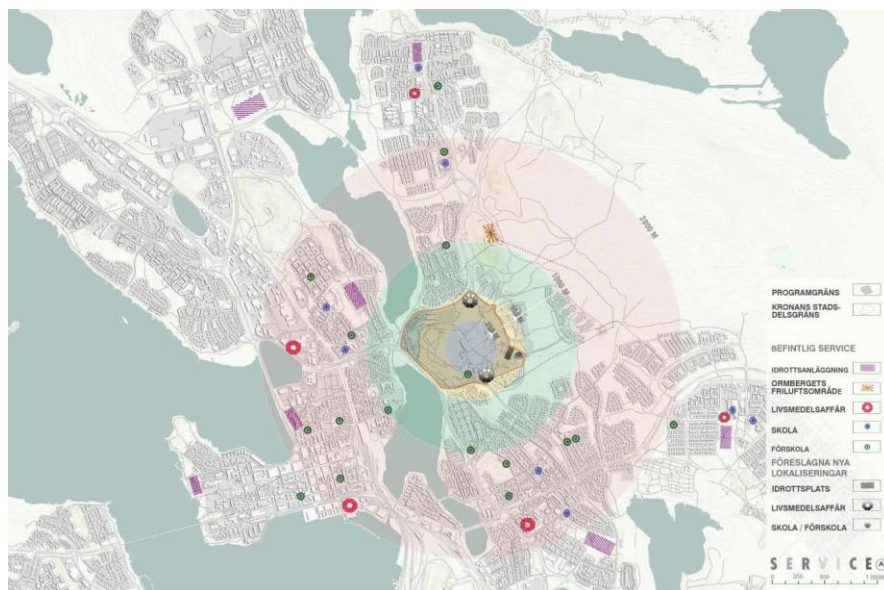 2000 M
1000 M
PROGRAMGRÄNS
KRONANS STADS-
DELSGRÄNS
BEFINTLIG SERVICE
IDROTTSANLÄGGNING
ORMBERGETS
FRILUFTSOMRÅDE
LIVSMEDELSAFFÄR
SKOLA
FÖRSKOLA
FÖRESLAGNA NYA
LOKALISERINGAR
IDROTTSPLATS
LIVSMEDELSAFFÄR
SKOLA / FÖRSKOLA
SERVICE
0 250 500 1 000M